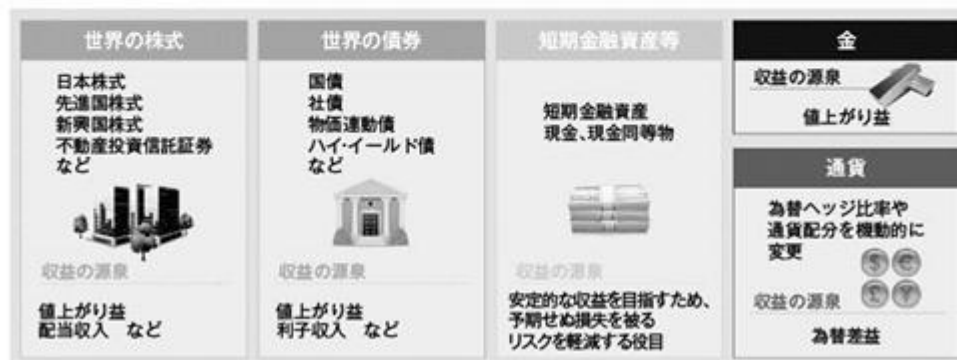 世界の株式
日本株式
先進国株式
新興国株式
不動産投資信託証券
など
収益の源泉
値上がり益
配当収入 など
世界の債券
国債
社債
物価連動債
ハイ・イールド債
など
収益の源泉
値上がり益
利子収入 など
短期金融資産等
短期金融資産
現金、現金同等物
収益の源泉
安定的な収益を目指すため、
予期せぬ損失を被る
リスクを軽減する役目
金
収益の源泉
値上がり益
通貨
為替ヘッジ比率や
通貨配分を機動的に
変更
$ €
£ ¥
収益の源泉
為替差益